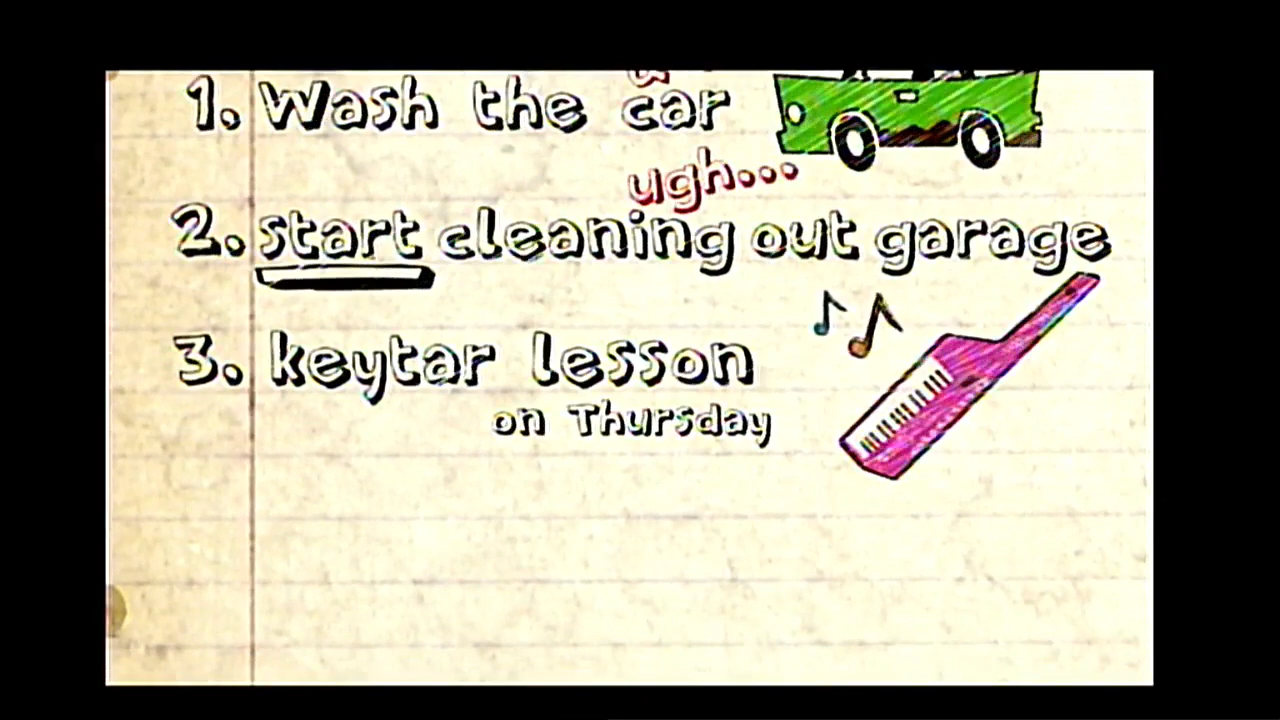 1. Wash the car
ugh...
2. start cleaning out garage
3. keytar lesson
on Thursday